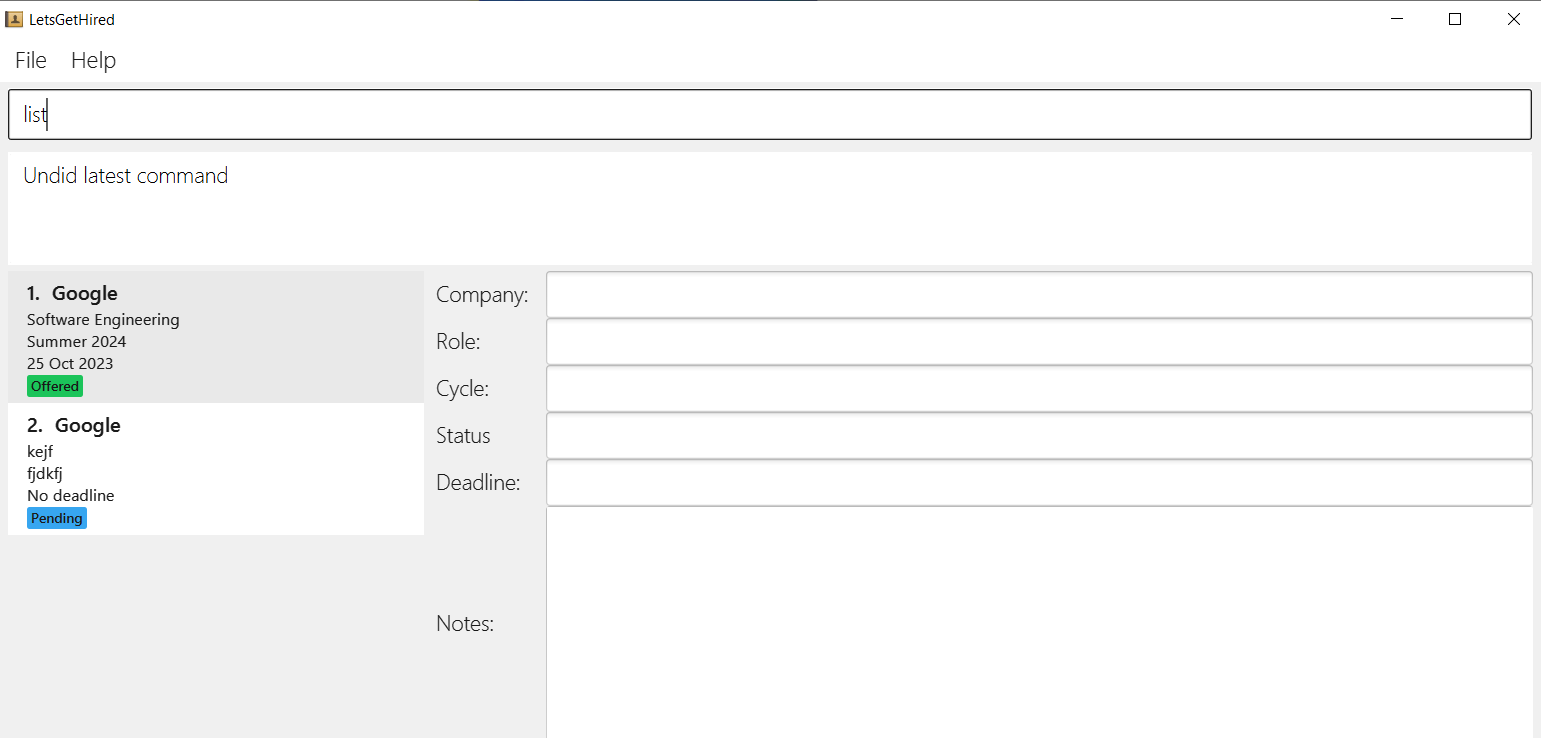 LetsGetHired
File Help
list
Undid latest command
1. Google
Software Engineering
Summer 2024
25 Oct 2023
Offered
2. Google
kejf
fjdkfj
No deadline
Pending
Company:
Role:
Cycle:
Status
Deadline:
Notes: